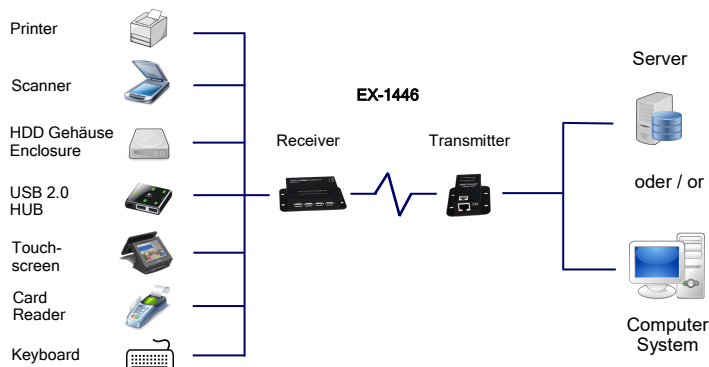 Printer
Scanner
HDD Gehäuse
Enclosure
USB 2.0
HUB
Touch-
screen
Card
Reader
Keyboard
EX-1446
Receiver
Transmitter
Server
oder / or
Computer
System